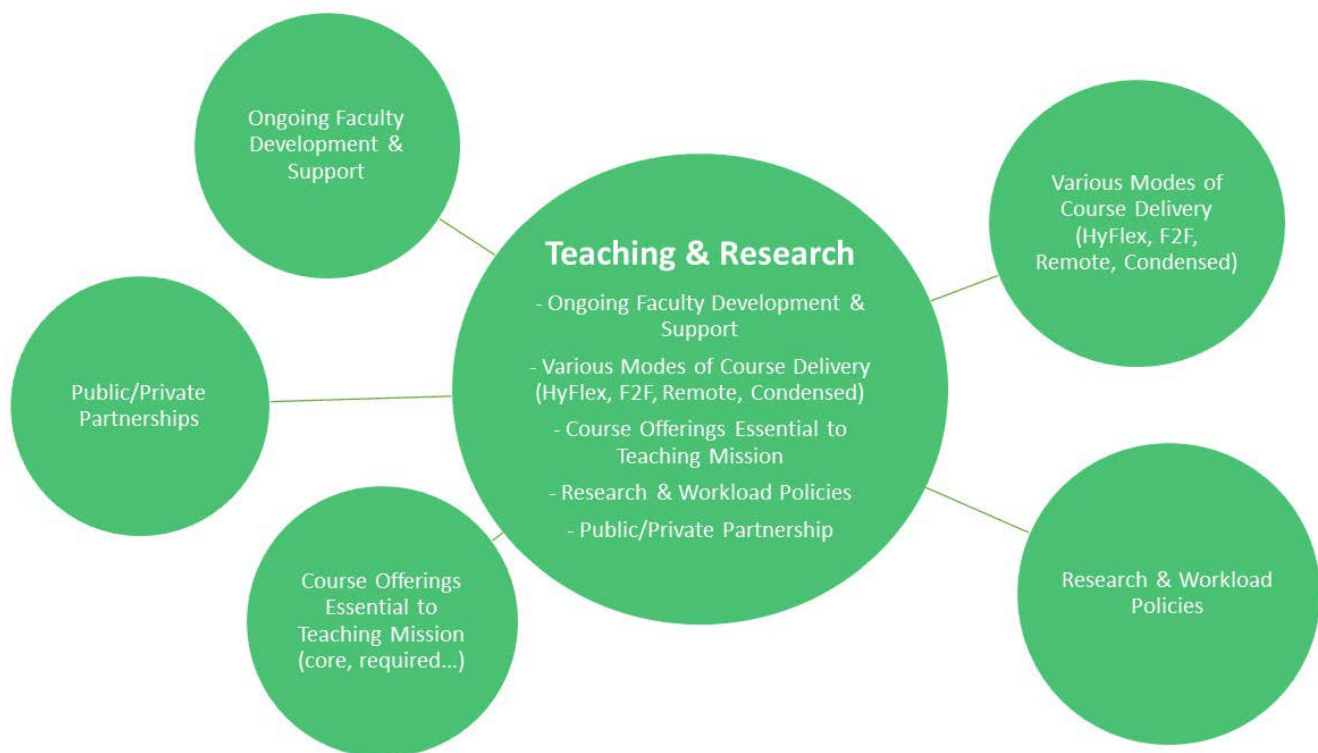 Ongoing Faculty
Development &
Support
Various Modes of
Course Delivery
(HyFlex, F2F,
Remote, Condensed)
Teaching & Research
- Ongoing Faculty Development &
Support
- Various Modes of Course Delivery
(HyFlex, F2F, Remote, Condensed)
- Course Offerings Essential to
Teaching Mission
- Research & Workload Policies
- Public/Private Partnership
Public/Private
Partnerships
Course Offerings
Essential to
Teaching Mission
(core, required...)
Research & Workload
Policies